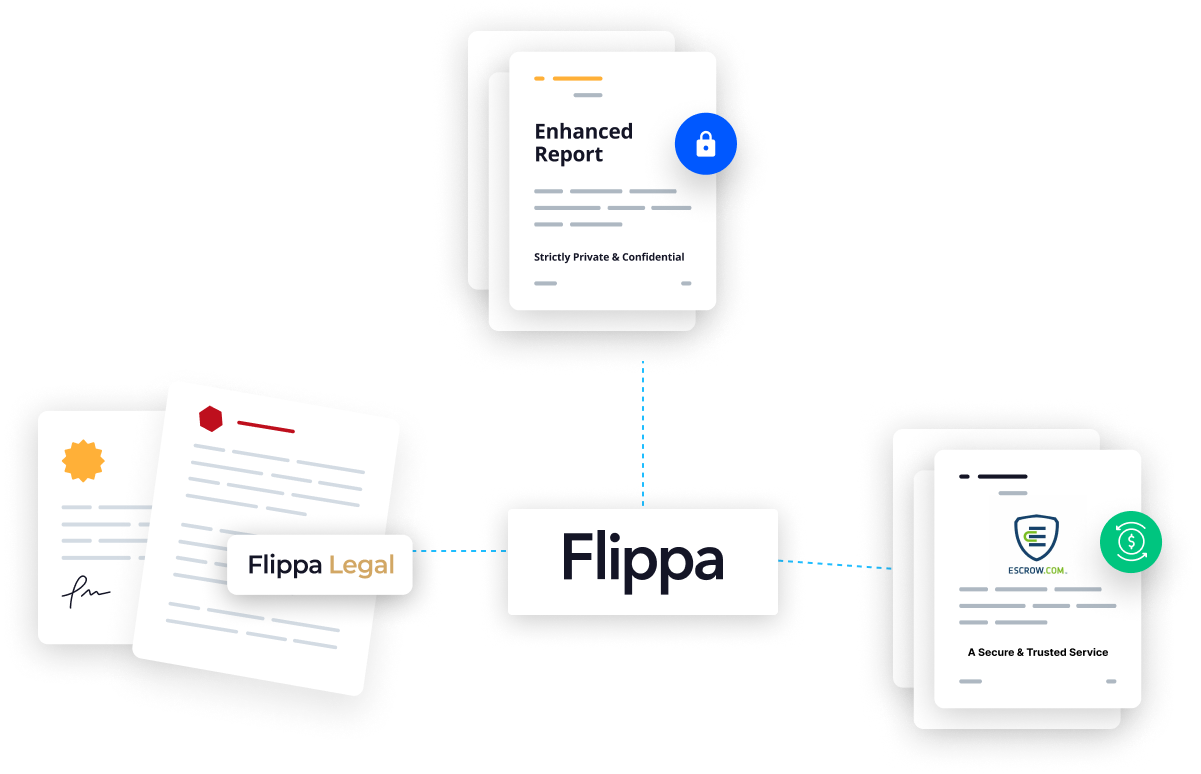 Enhanced
Report
Strictly Private & Confidential
Flippa Legal
Flippa
ESCROW.COM
A Secure & Trusted Service